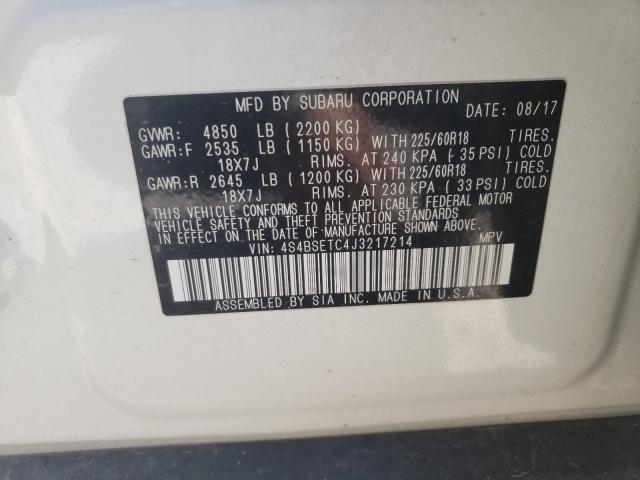 MFD BY SUBARU CORPORATION DATE: 08/17
GVWR: 4850 LB (2200 KG)
GAWR:F 2535 LB (1150 KG) WITH 225/60R18 TIRES.
18X7J RIMS. AT 240 KPA (35 PSI) COLD
GAWR:R 2645 LB (1200 KG) WITH 225/60R18 TIRES.
18X7J RIMS. AT 230 KPA (33 PSI) COLD
THIS VEHICLE CONFORMS TO ALL APPLICABLE FEDERAL MOTOR
VEHICLE SAFETY AND THEFT PREVENTION STANDARDS
IN EFFECT ON THE DATE OF MANUFACTURE SHOWN ABOVE.
VIN: 4S4BSETC4J3217214 MPV
ASSEMBLED BY SIA INC. MADE IN U.S.A.